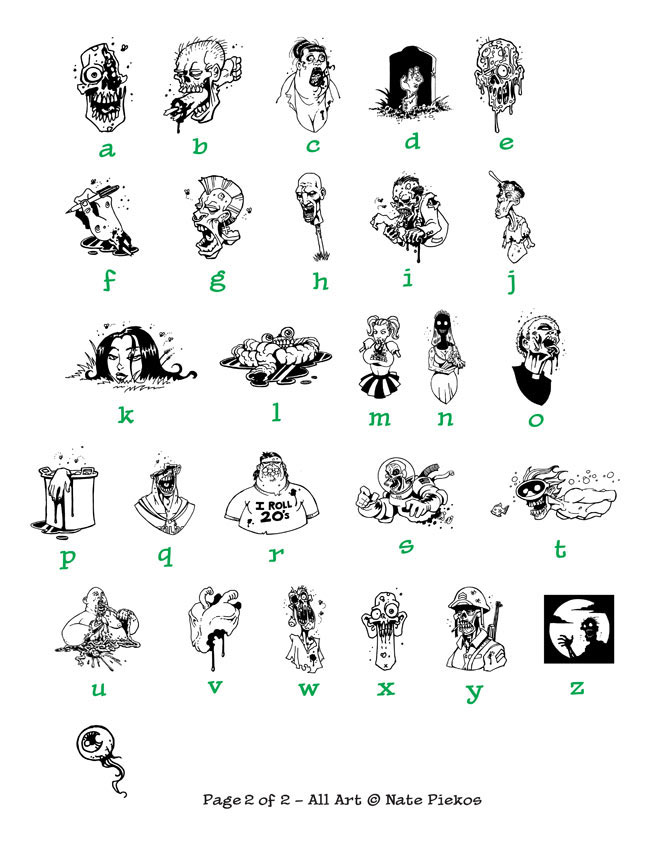 a b c d e
f g h i j
k l m n o
I ROLL
20's
p q r s t
u v w x y z
Page 2 of 2 - All Art © Nate Piekos